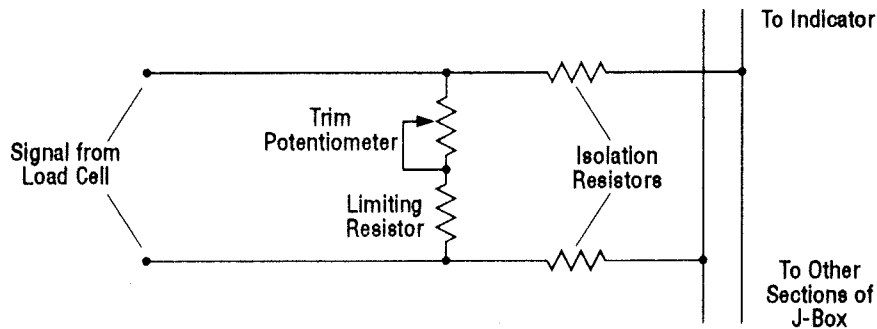 To Indicator
Trim
Potentiometer
Signal from
Load Cell
Isolation
Resistors
Limiting
Resistor
To Other
Sections of
J-Box